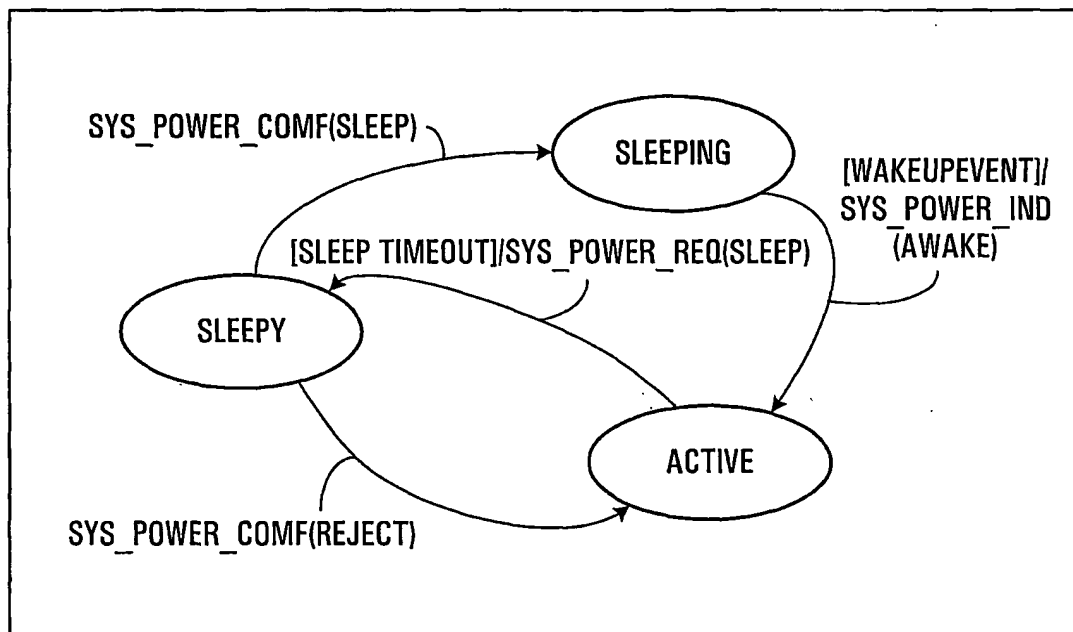 SYS_POWER_COMF(SLEEP)
SLEEPING
[WAKEUPEVENT]/
SYS_POWER_IND
(AWAKE)
[SLEEP TIMEOUT]/SYS_POWER_REQ(SLEEP)
SLEEPY
ACTIVE
SYS_POWER_COMF(REJECT)